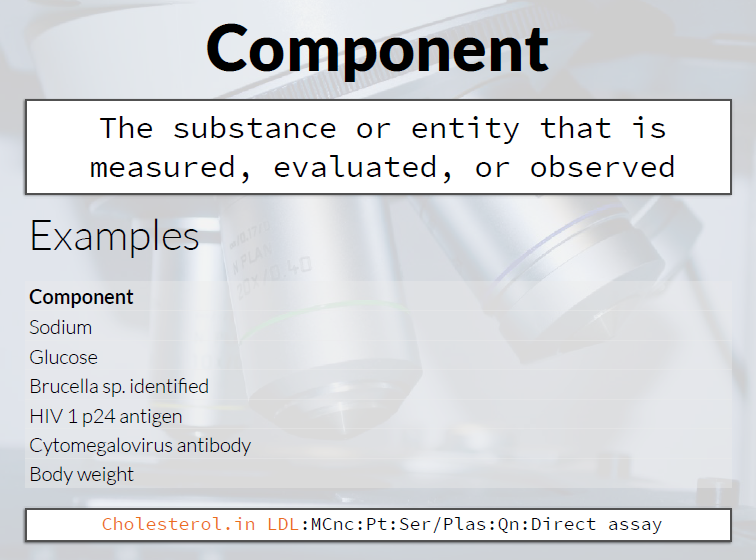 Component
The substance or entity that is
measured, evaluated, or observed
Examples
Component
Sodium
Glucose
Brucella sp. identified
HIV 1 p24 antigen
Cytomegalovirus antibody
Body weight
Cholesterol.in LDL:MCnc:Pt:Ser/Plas:Qn:Direct assay